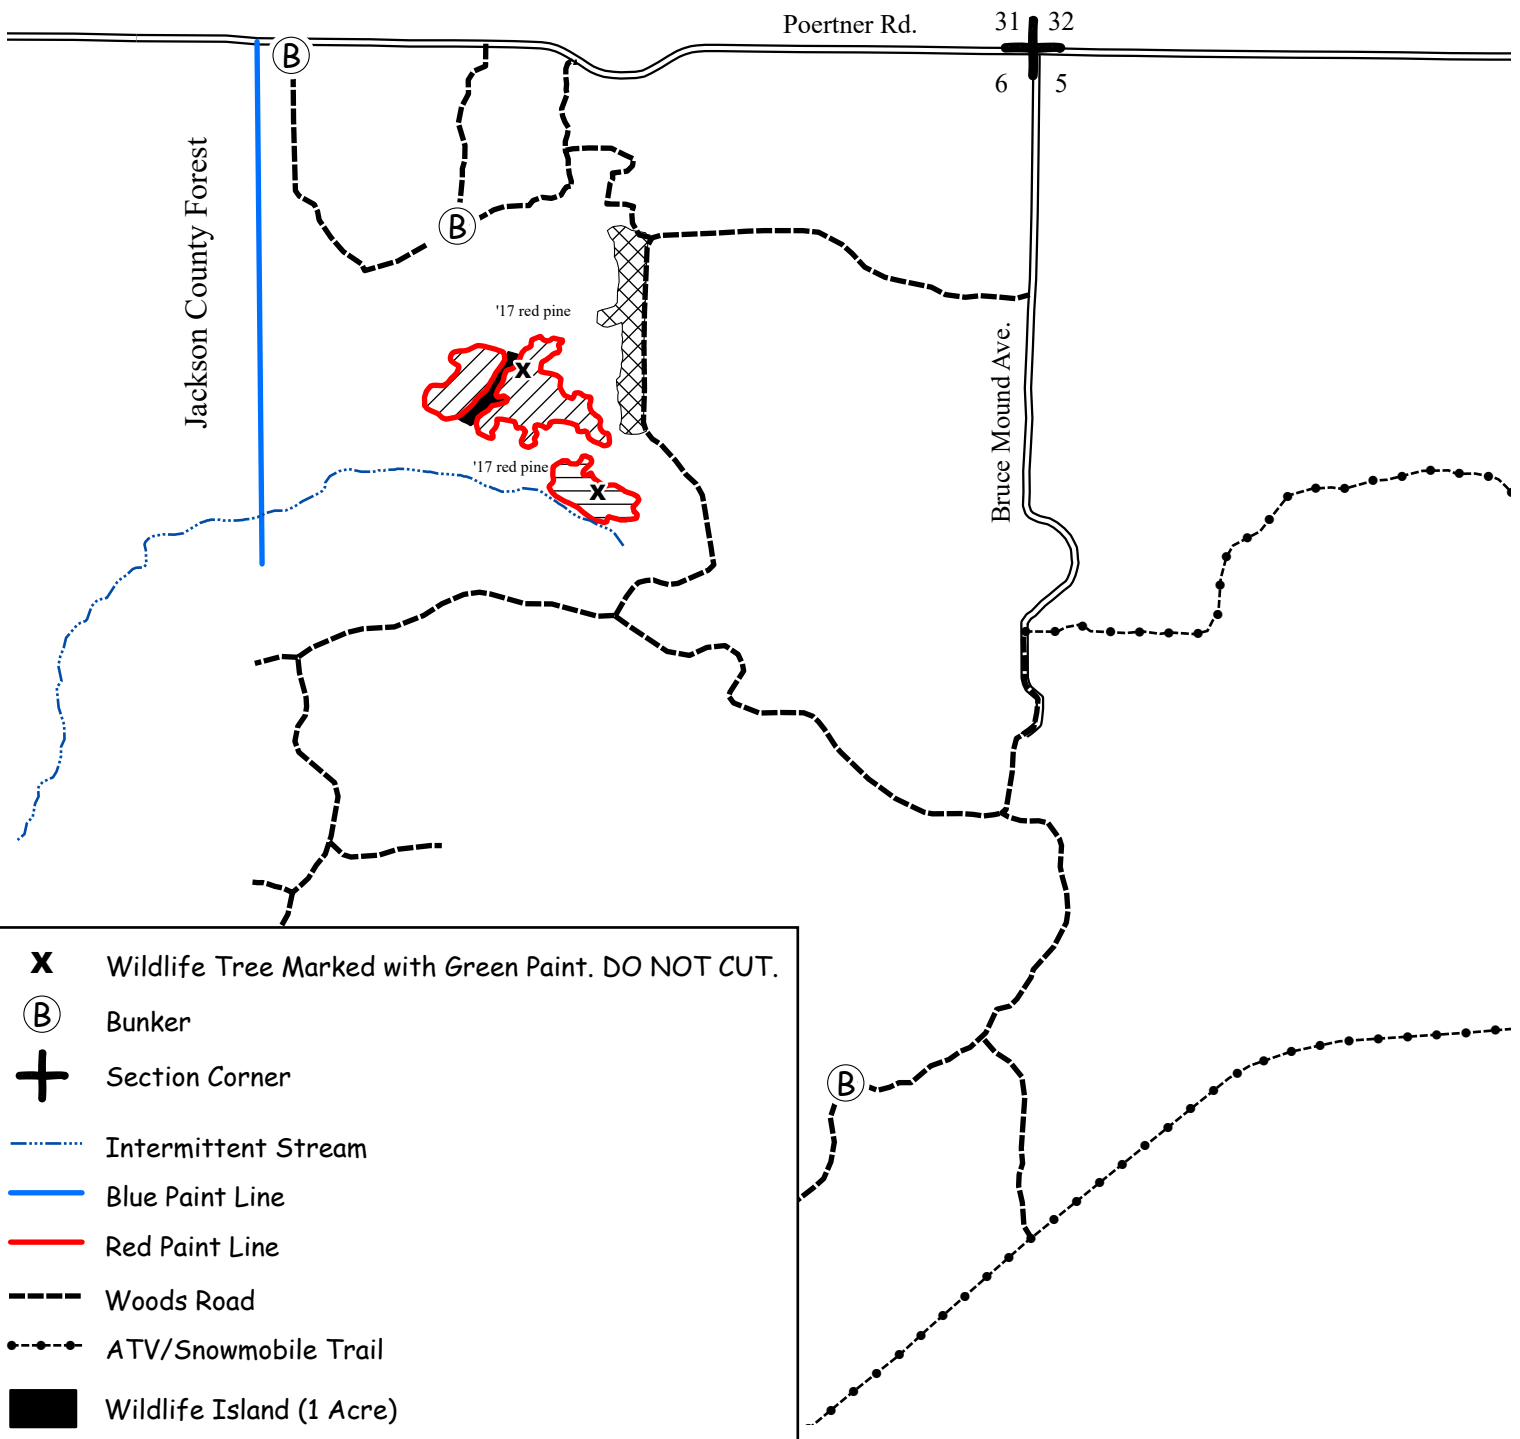 Poertner Rd.
31 32
6 5
B
Jackson County Forest
B
'17 red pine
x
Bruce Mound Ave.
'17 red pine
x
x Wildlife Tree Marked with Green Paint. DO NOT CUT.
B Bunker
Section Corner
B
Intermittent Stream
Blue Paint Line
Red Paint Line
Woods Road
ATV/Snowmobile Trail
Wildlife Island (1 Acre)